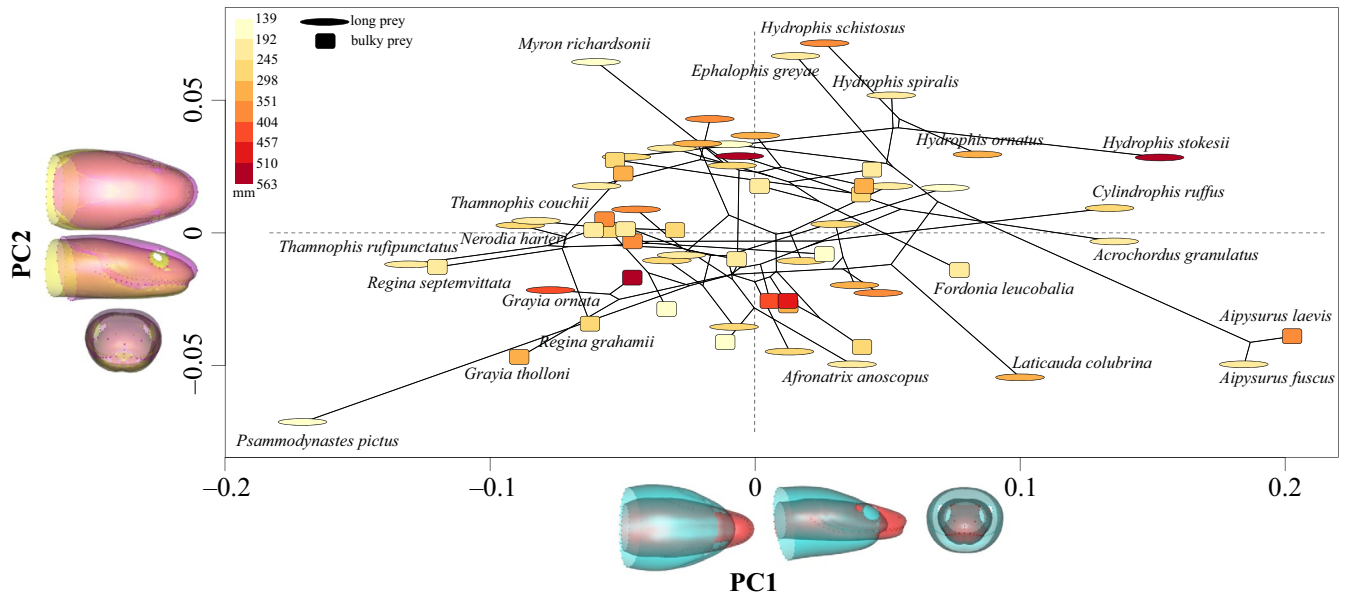 139
192
245
298
351
404
457
510
563
mm
long prey
bulky prey
Hydrophis schistosus
Myron richardsonii
Ephalophis greyae
Hydrophis spiralis
Hydrophis ornatus
Hydrophis stokesii
Cylindrophis ruffus
Thamnophis couchii
Nerodia harteri
Thamnophis rufipunctatus
Acrochordus granulatus
Regina septemvittata
Fordonia leucobalia
Grayia ornata
Aipysurus laevis
Regina grahamii
Laticauda colubrina
Grayia tholloni
Afronatrix anoscopus
Aipysurus fuscus
Psammodynastes pictus
0.05
0
–0.05
PC2
–0.2
–0.1
0
0.1
0.2
PC1